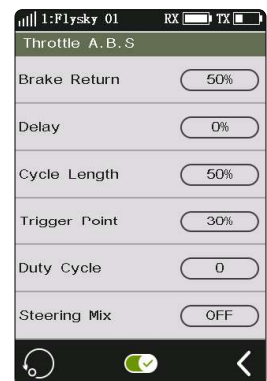 1:Flysky 01 RX TX
Throttle A.B.S
Brake Return 50%
Delay 0%
Cycle Length 50%
Trigger Point 30%
Duty Cycle 0
Steering Mix OFF